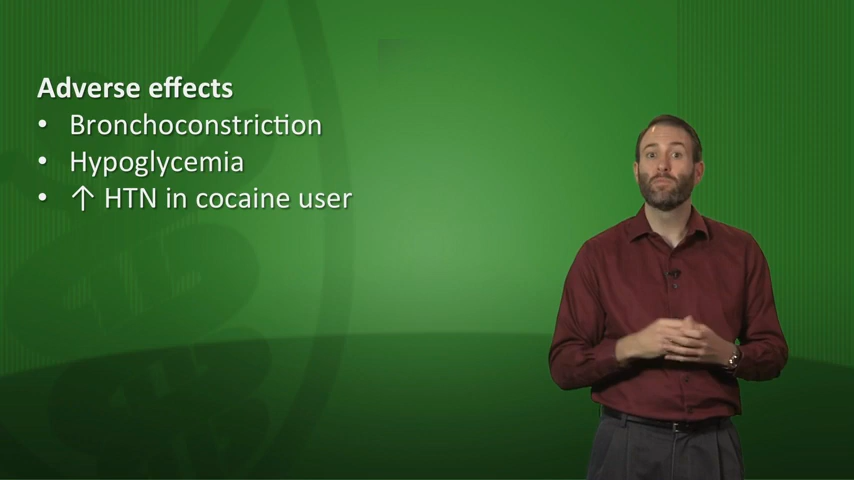 Adverse effects
• Bronchoconstriction
• Hypoglycemia
• ↑ HTN in cocaine user